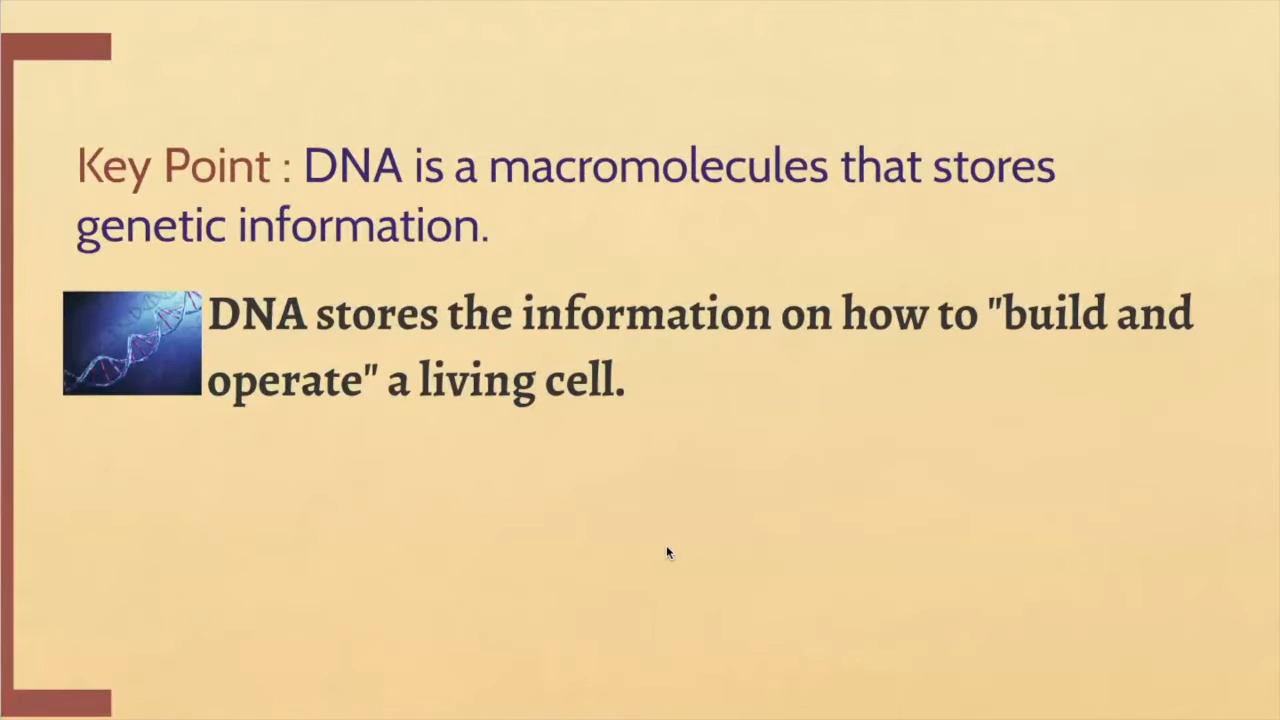 Key Point : DNA is a macromolecules that stores
genetic information.
DNA stores the information on how to "build and
operate" a living cell.